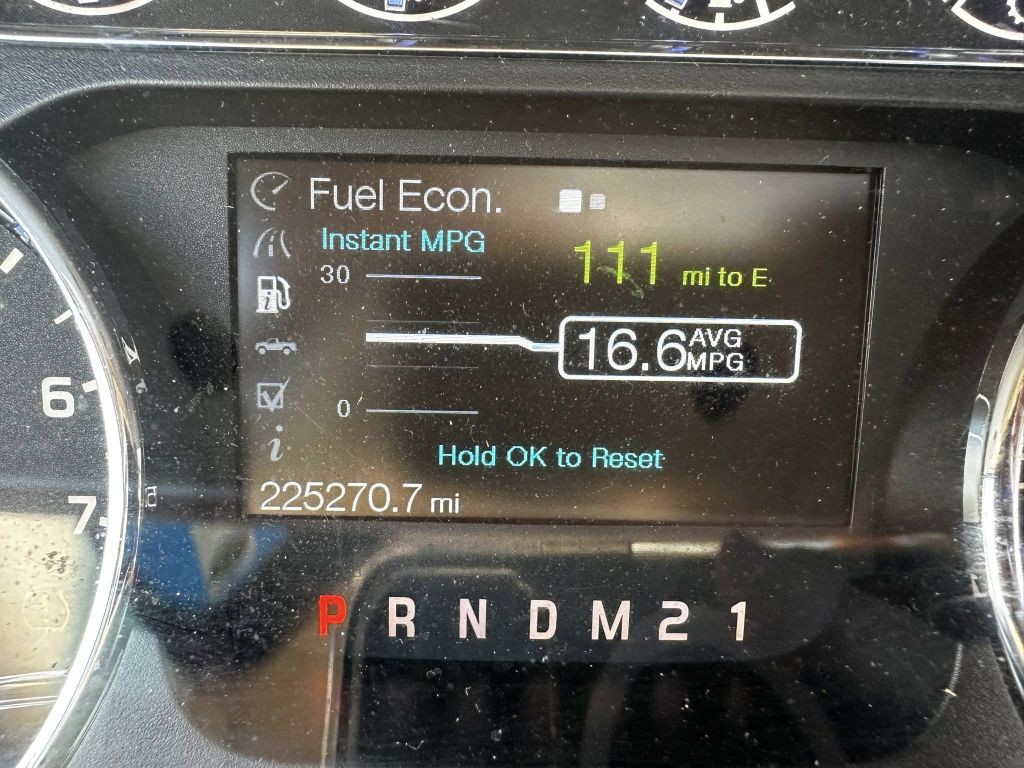 Fuel Econ.
Instant MPG
30
111 mi to E
16.6 AVG MPG
0
Hold OK to Reset
225270.7 mi
6
7
P R N D M 2 1